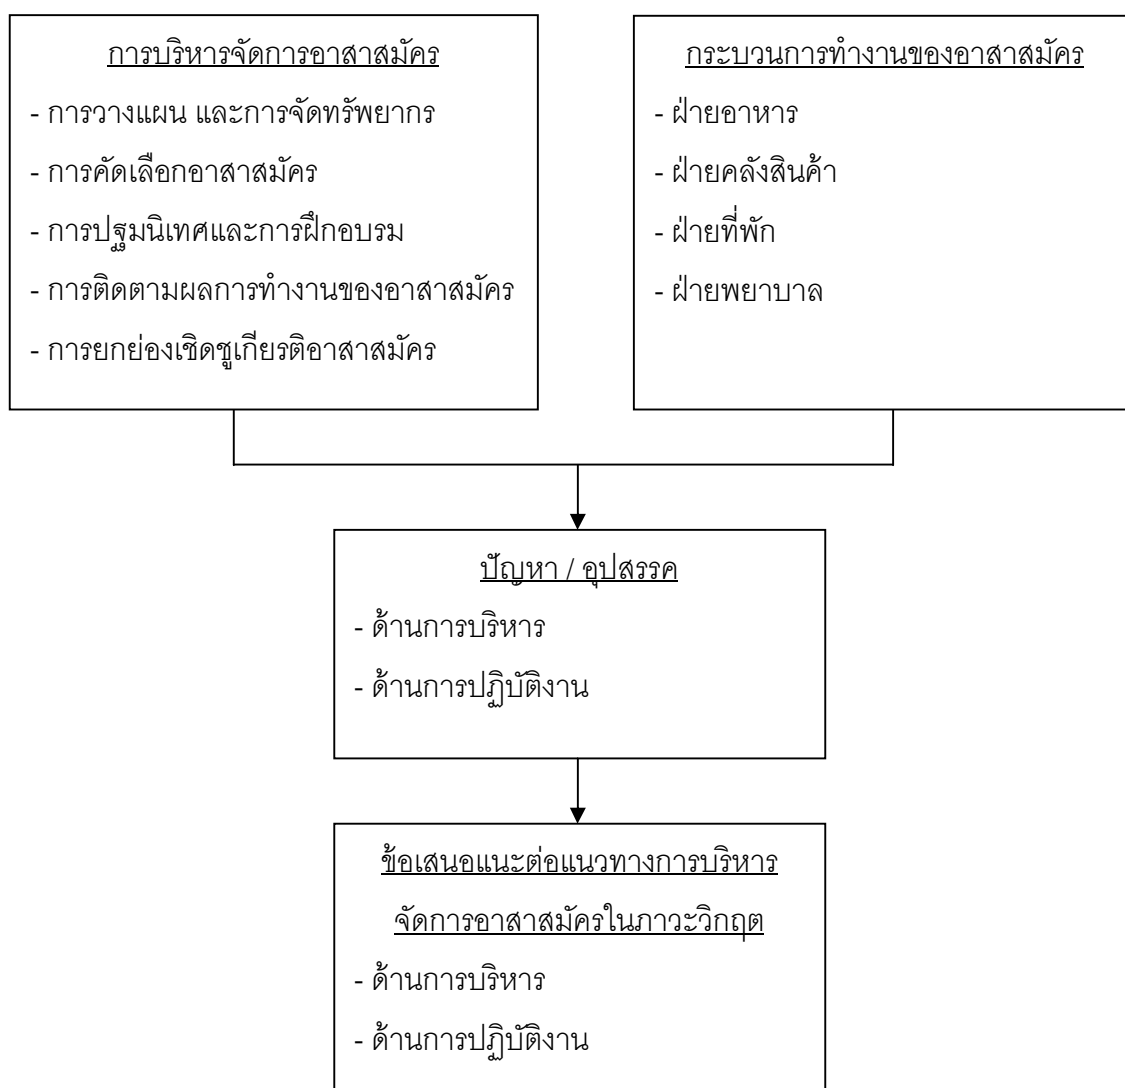 การบริหารจัดการอาสาสมัคร
- การวางแผน และการจัดทรัพยากร
- การคัดเลือกอาสาสมัคร
- การปฐมนิเทศและการฝึกอบรม
- การติดตามผลการทำงานของอาสาสมัคร
- การยกย่องเชิดชูเกียรติอาสาสมัคร
กระบวนการทำงานของอาสาสมัคร
- ฝ่ายอาหาร
- ฝ่ายคลังสินค้า
- ฝ่ายที่พัก
- ฝ่ายพยาบาล
ปัญหา / อุปสรรค
- ด้านการบริหาร
- ด้านการปฏิบัติงาน
ข้อเสนอแนะต่อแนวทางการบริหาร
จัดการอาสาสมัครในภาวะวิกฤต
- ด้านการบริหาร
- ด้านการปฏิบัติงาน